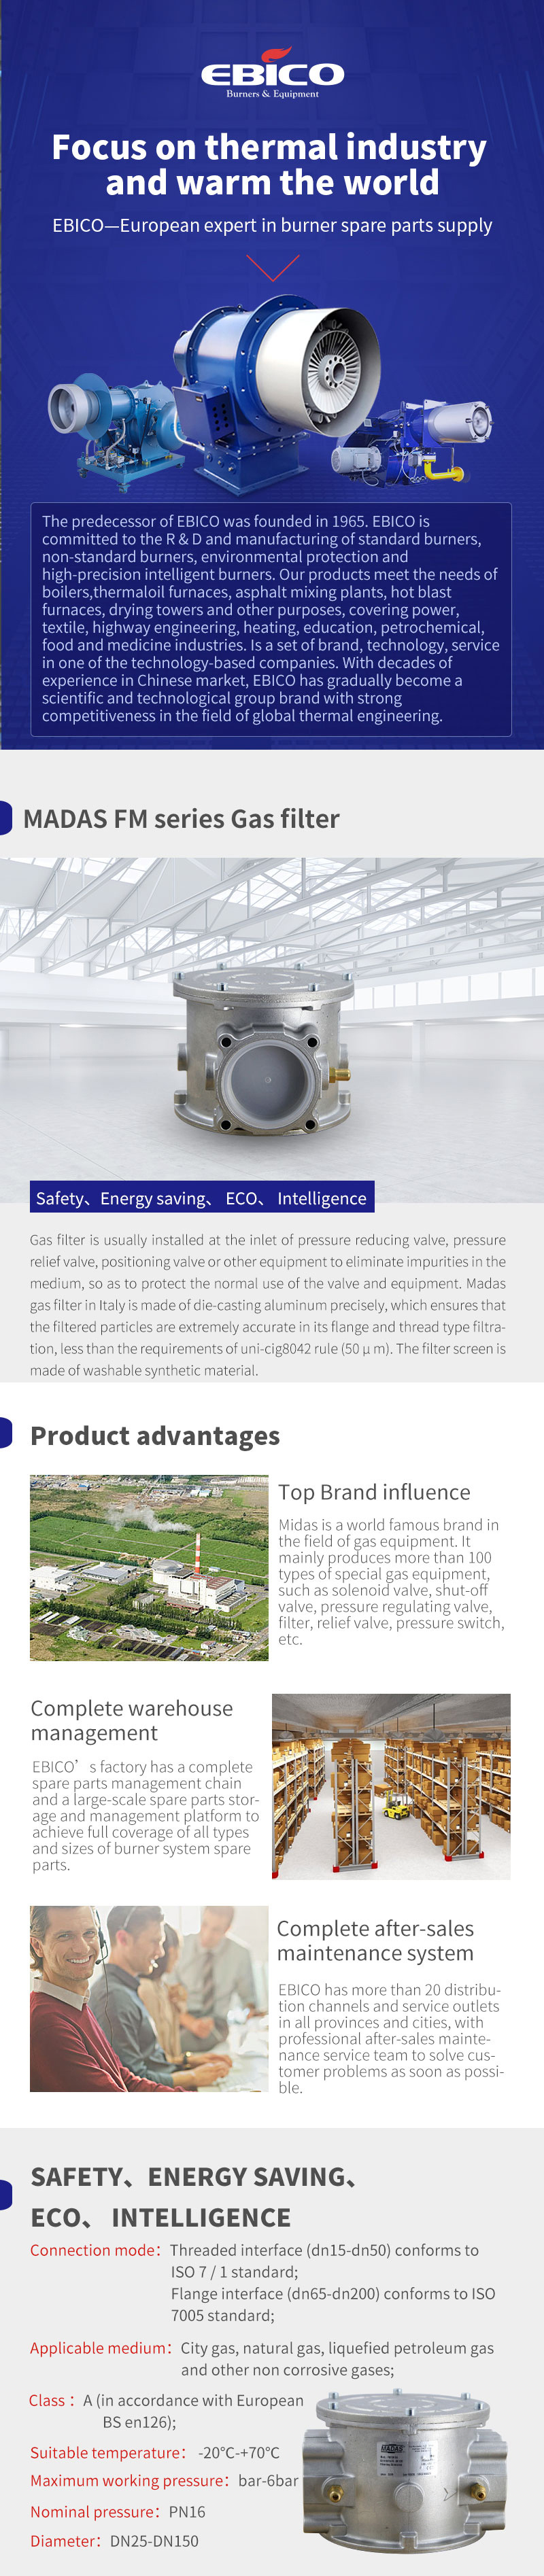 EBICO
Burners & Equipment
Focus on thermal industry
and warm the world
EBICO—European expert in burner spare parts supply
The predecessor of EBICO was founded in 1965. EBICO is
committed to the R & D and manufacturing of standard burners,
non-standard burners, environmental protection and
high-precision intelligent burners. Our products meet the needs of
boilers,thermaloil furnaces, asphalt mixing plants, hot blast
furnaces, drying towers and other purposes, covering power,
textile, highway engineering, heating, education, petrochemical,
food and medicine industries. Is a set of brand, technology, service
in one of the technology-based companies. With decades of
experience in Chinese market, EBICO has gradually become a
scientific and technological group brand with strong
competitiveness in the field of global thermal engineering.
MADAS FM series Gas filter
Safety、Energy saving、 ECO、 Intelligence
Gas filter is usually installed at the inlet of pressure reducing valve, pressure
relief valve, positioning valve or other equipment to eliminate impurities in the
medium, so as to protect the normal use of the valve and equipment. Madas
gas filter in Italy is made of die-casting aluminum precisely, which ensures that
the filtered particles are extremely accurate in its flange and thread type filtra-
tion, less than the requirements of uni-cig8042 rule (50 μ m). The filter screen is
made of washable synthetic material.
Product advantages
Top Brand influence
Midas is a world famous brand in
the field of gas equipment. It
mainly produces more than 100
types of special gas equipment,
such as solenoid valve, shut-off
valve, pressure regulating valve,
filter, relief valve, pressure switch,
etc.
Complete warehouse
management
EBICO’s factory has a complete
spare parts management chain
and a large-scale spare parts stor-
age and management platform to
achieve full coverage of all types
and sizes of burner system spare
parts.
Complete after-sales
maintenance system
EBICO has more than 20 distribu-
tion channels and service outlets
in all provinces and cities, with
professional after-sales mainte-
nance service team to solve cus-
tomer problems as soon as possi-
ble.
SAFETY、ENERGY SAVING、
ECO、 INTELLIGENCE
Connection mode：Threaded interface (dn15-dn50) conforms to
ISO 7 / 1 standard;
Flange interface (dn65-dn200) conforms to ISO
7005 standard;
Applicable medium：City gas, natural gas, liquefied petroleum gas
and other non corrosive gases;
Class：A (in accordance with European
BS en126);
Suitable temperature： -20℃-+70℃
Maximum working pressure：bar-6bar
Nominal pressure：PN16
Diameter：DN25-DN150
MADAS